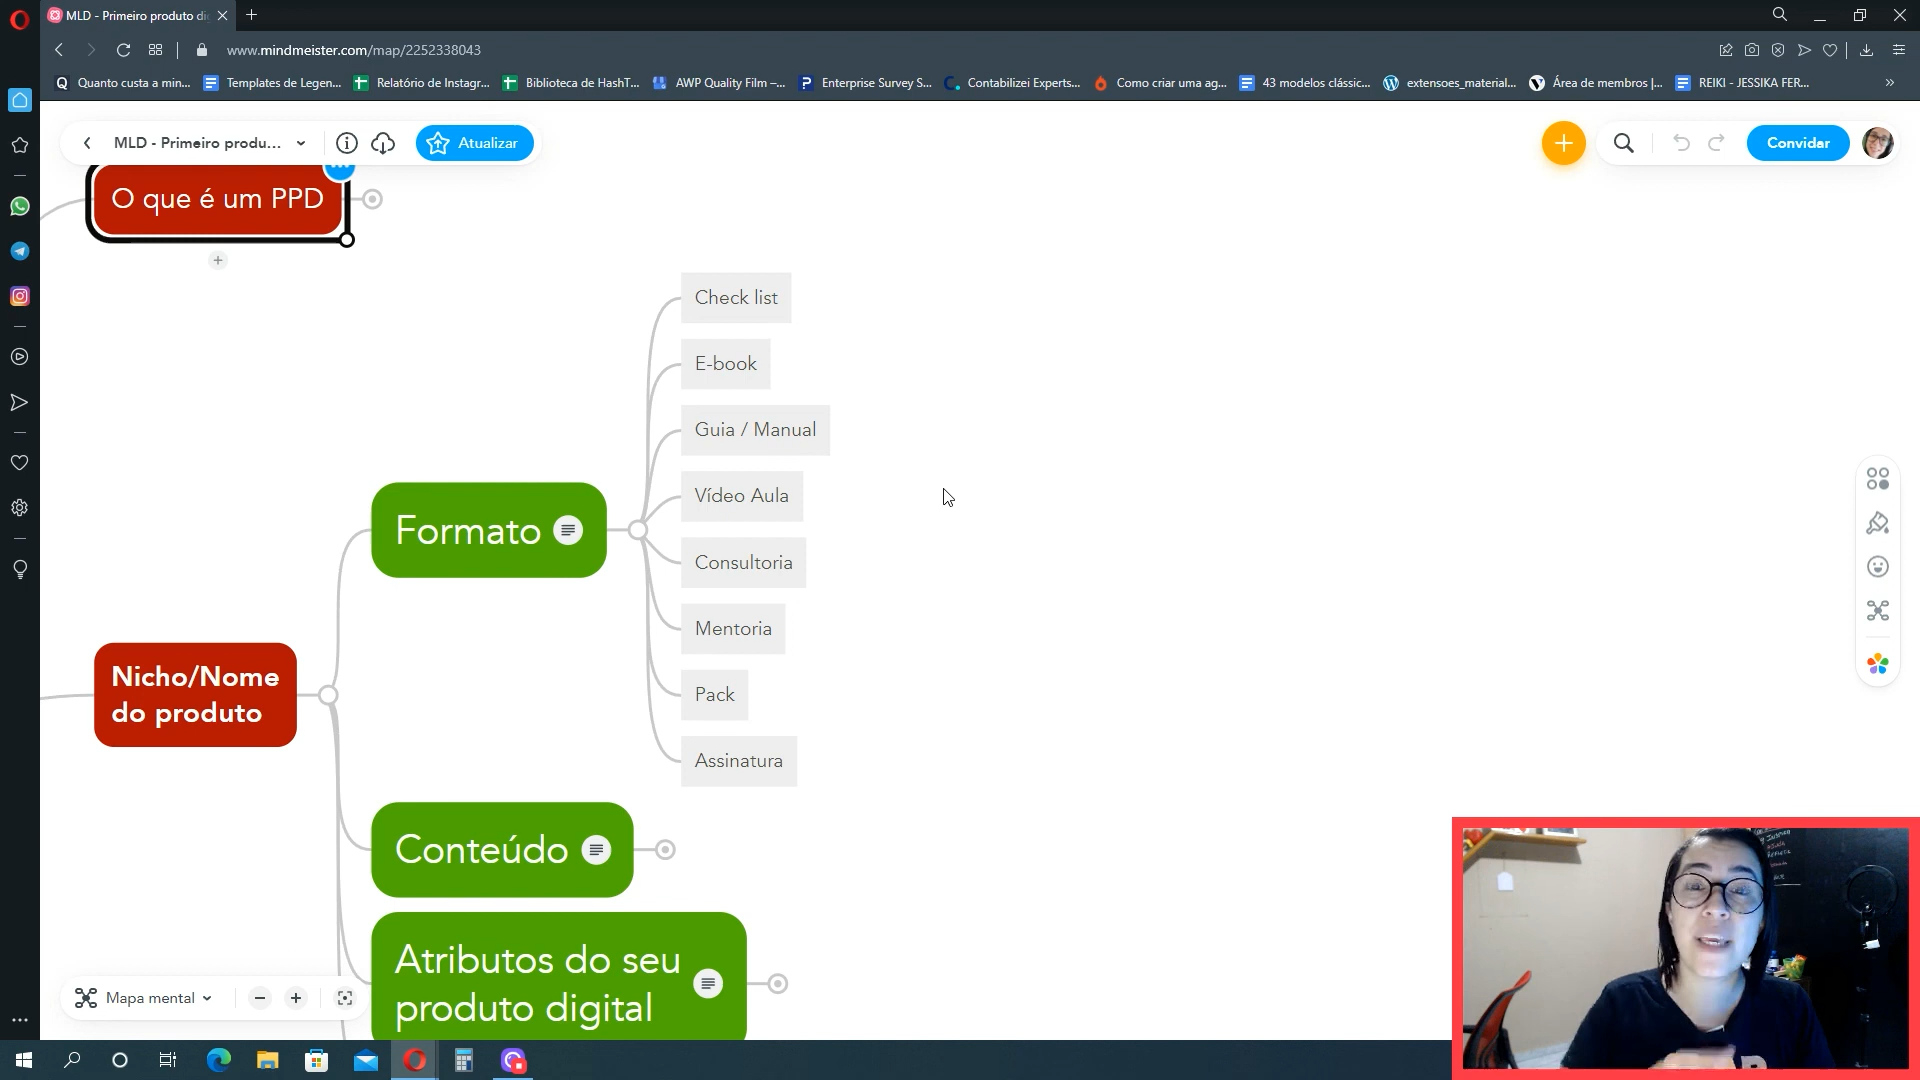 MLD - Primeiro produto di
www.mindmeister.com/map/2252338043
Quanto custa a min...
Templates de Legen...
Relatório de Instagr...
Biblioteca de HashT...
AWP Quality Film –...
Enterprise Survey S...
Contabilizei Experts...
Como criar uma ag...
43 modelos clássic...
extensoes_material...
Área de membros |...
REIKI - JESSIKA FER...
MLD - Primeiro produ...
Atualizar
Convidar
O que é um PPD
Check list
E-book
Guia / Manual
Vídeo Aula
Formato
Consultoria
Mentoria
Nicho/Nome
do produto
Pack
Assinatura
Conteúdo
Atributos do seu
produto digital
Mapa mental